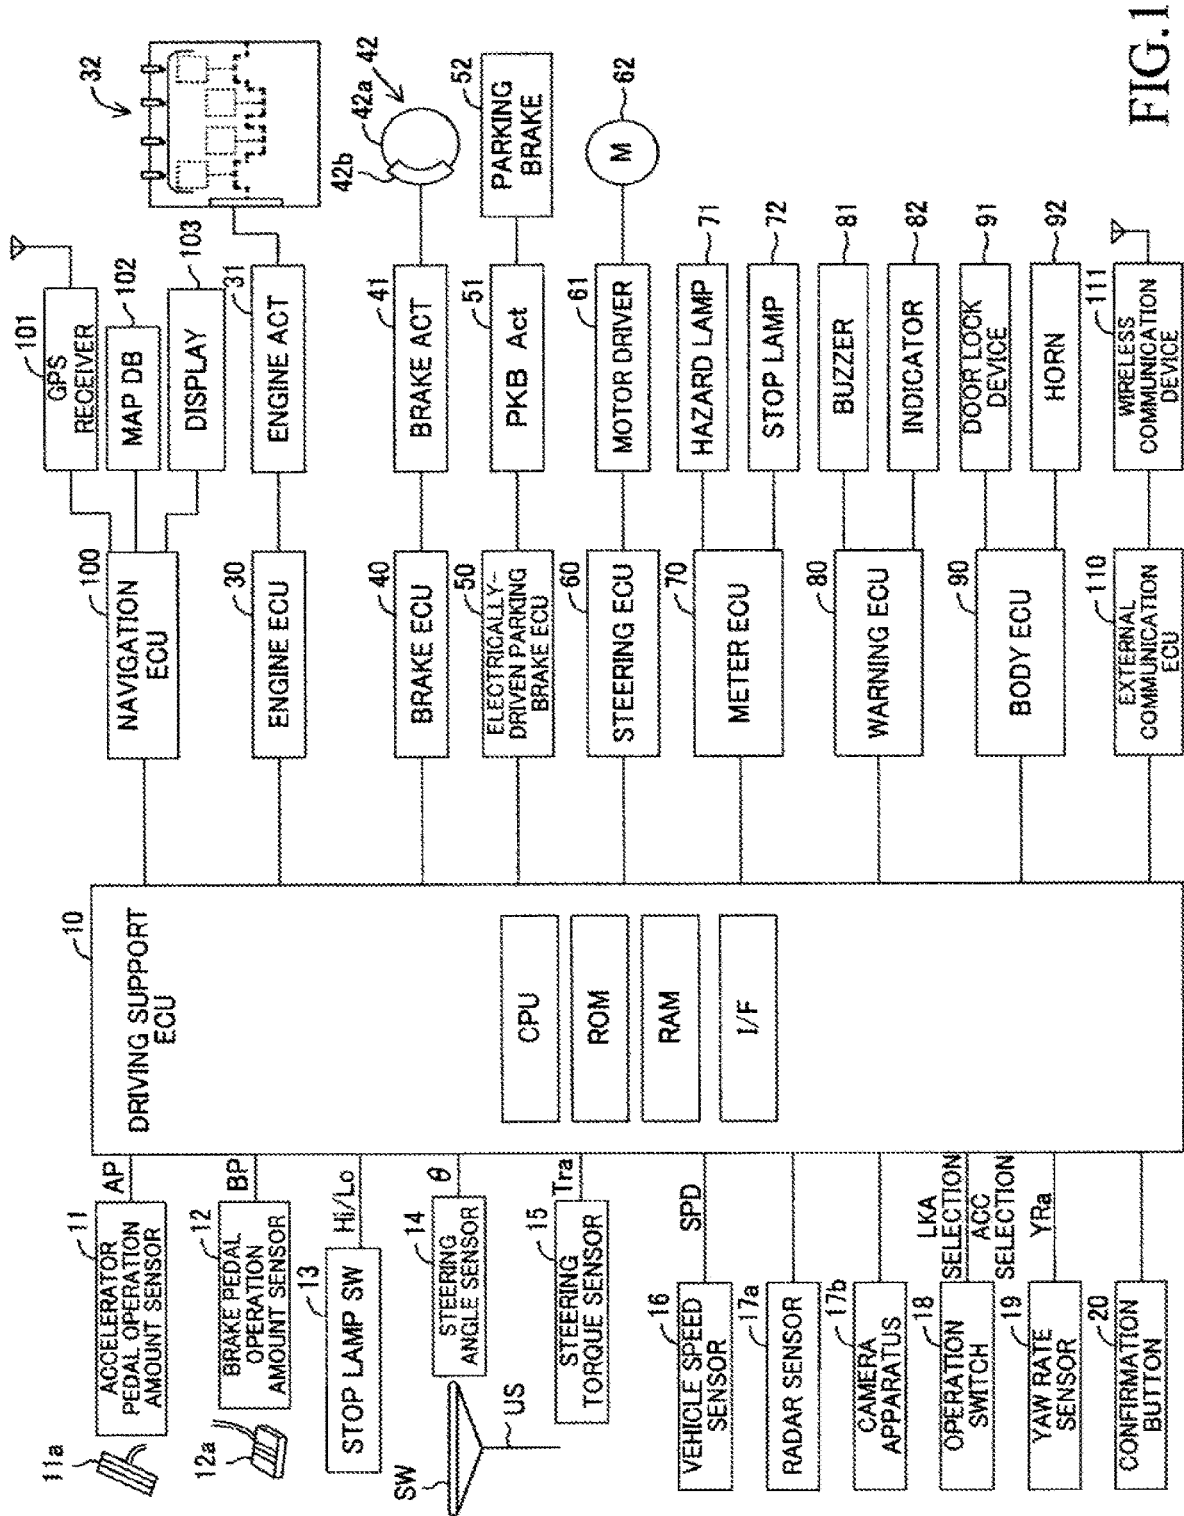 FIG.1
10
DRIVING SUPPORT
ECU
CPU
ROM
RAM
I/F
11
ACCELERATOR
PEDAL OPERATION
AMOUNT SENSOR
11a
AP
12
BRAKE PEDAL
OPERATION
AMOUNT SENSOR
12a
BP
13
STOP LAMP SW
Hi/Lo
14
STEERING
ANGLE SENSOR
θ
SW
US
15
STEERING
TORQUE SENSOR
Tra
16
VEHICLE SPEED
SENSOR
SPD
17a
RADAR SENSOR
17b
CAMERA
APPARATUS
18
OPERATION
SWITCH
LKA
SELECTION
ACC
SELECTION
19
YAW RATE
SENSOR
YRa
20
CONFIRMATION
BUTTON
100
NAVIGATION
ECU
101
GPS
RECEIVER
102
MAP DB
103
DISPLAY
30
ENGINE ECU
31
ENGINE ACT
32
40
BRAKE ECU
41
BRAKE ACT
42
42a
42b
50
ELECTRICALLY-
DRIVEN PARKING
BRAKE ECU
51
PKB Act
52
PARKING
BRAKE
60
STEERING ECU
61
MOTOR DRIVER
62
M
70
METER ECU
71
HAZARD LAMP
72
STOP LAMP
80
WARNING ECU
81
BUZZER
82
INDICATOR
90
BODY ECU
91
DOOR LOCK
DEVICE
92
HORN
110
EXTERNAL
COMMUNICATION
ECU
111
WIRELESS
COMMUNICATION
DEVICE